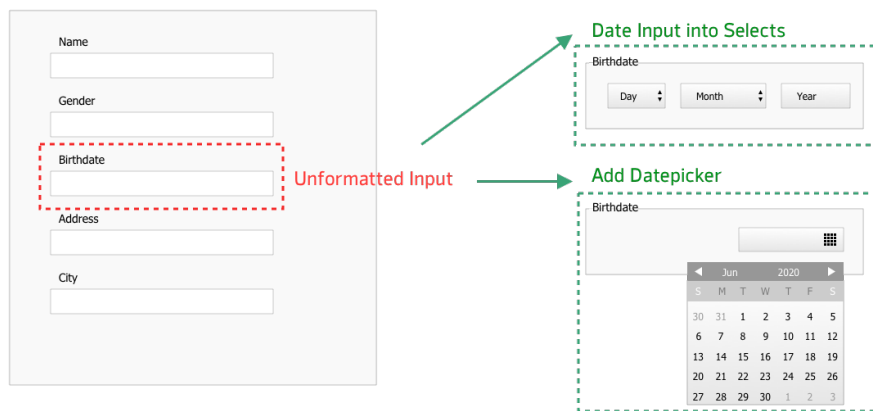 Name
Gender
Birthdate
Address
City
Unformatted Input
Date Input into Selects
Birthdate
Day Month Year
Add Datepicker
Birthdate
Jun 2020
S M T W T F S
30 31 1 2 3 4 5
6 7 8 9 10 11 12
13 14 15 16 17 18 19
20 21 22 23 24 25 26
27 28 29 30 1 2 3